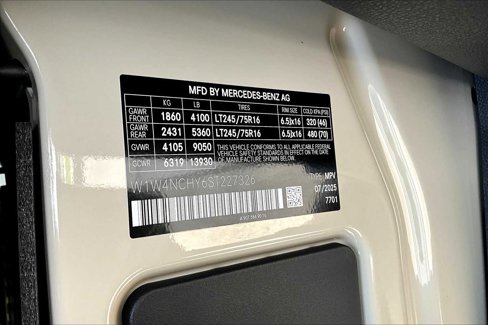 MFD BY MERCEDES-BENZ AG
KG LB TIRES RIM SIZE COLD KPA (PSI)
GAWR FRONT 1860 4100 LT245/75R16 6.5Jx16 320 (46)
GAWR REAR 2431 5360 LT245/75R16 6.5Jx16 480 (70)
GVWR 4105 9050 THIS VEHICLE CONFORMS TO ALL APPLICABLE
FEDERAL MOTOR VEHICLE SAFETY STANDARDS IN EFFECT ON THE DATE
GCWR 6319 13930 OF MANUFACTURE SHOWN ABOVE.
W1W4NCHY6ST227326 TYPE: MPV
07/2025
7701